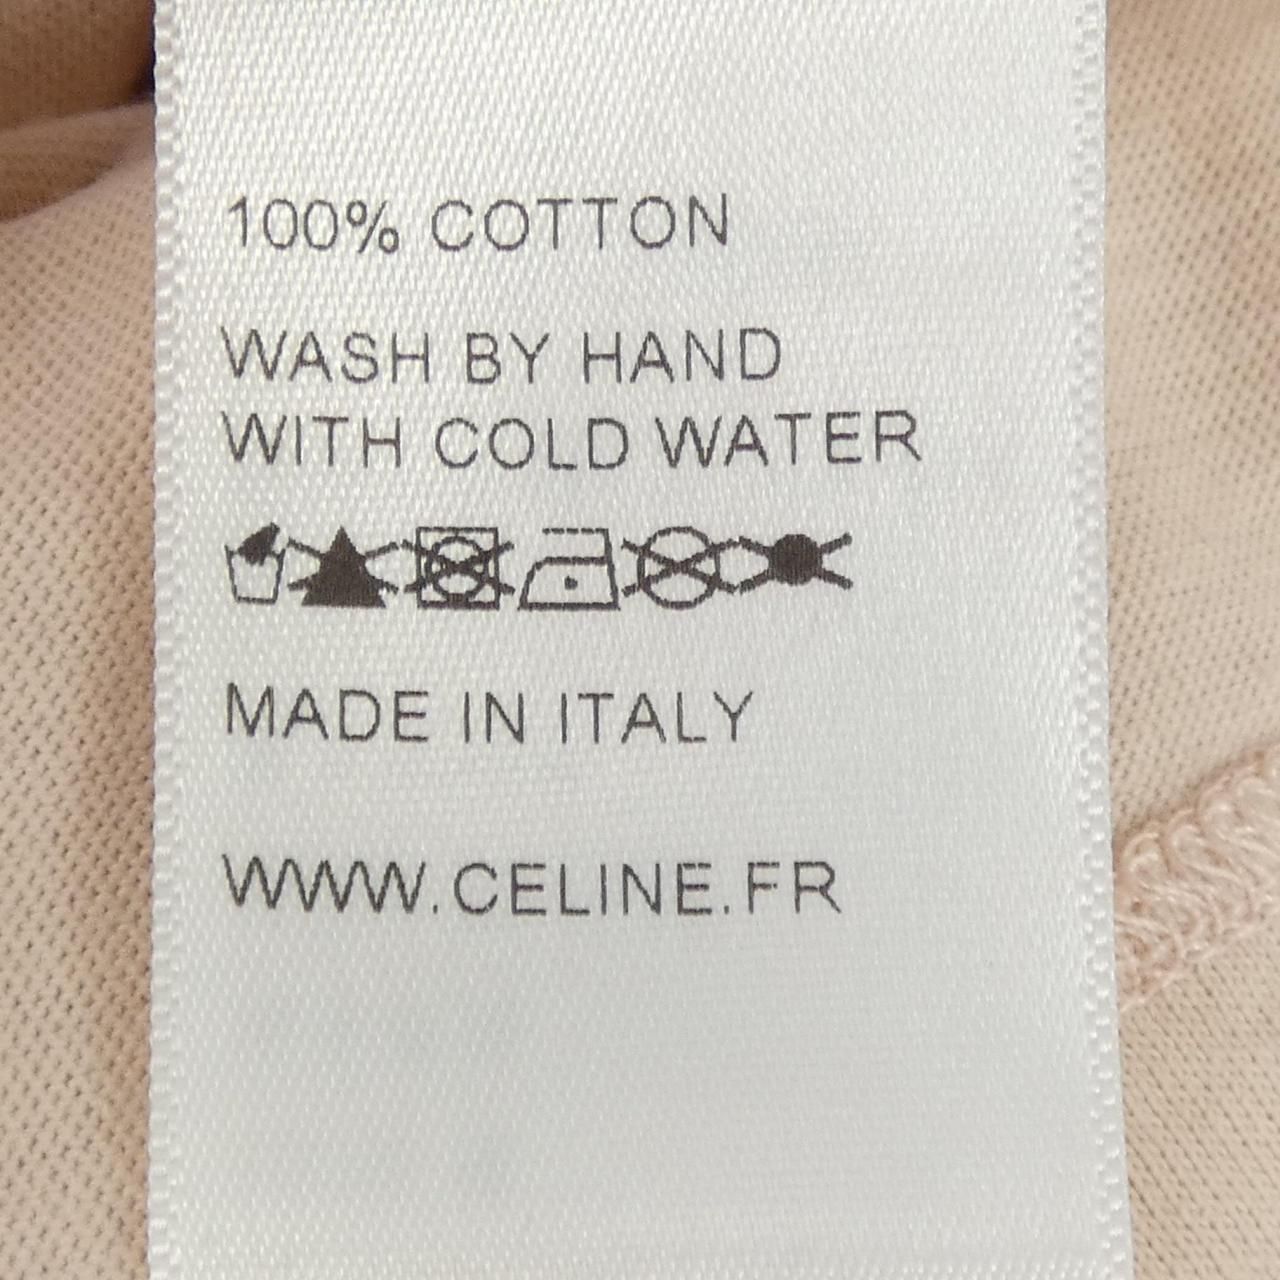 100% COTTON
WASH BY HAND
WITH COLD WATER
MADE IN ITALY
WWW.CELINE.FR